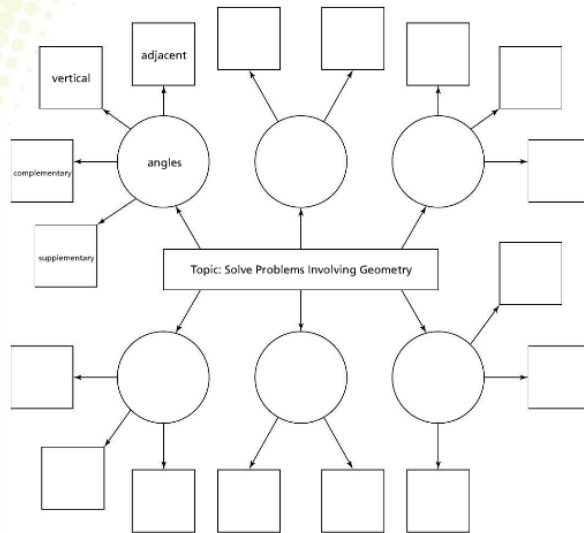 adjacent
vertical
complementary
angles
supplementary
Topic: Solve Problems Involving Geometry